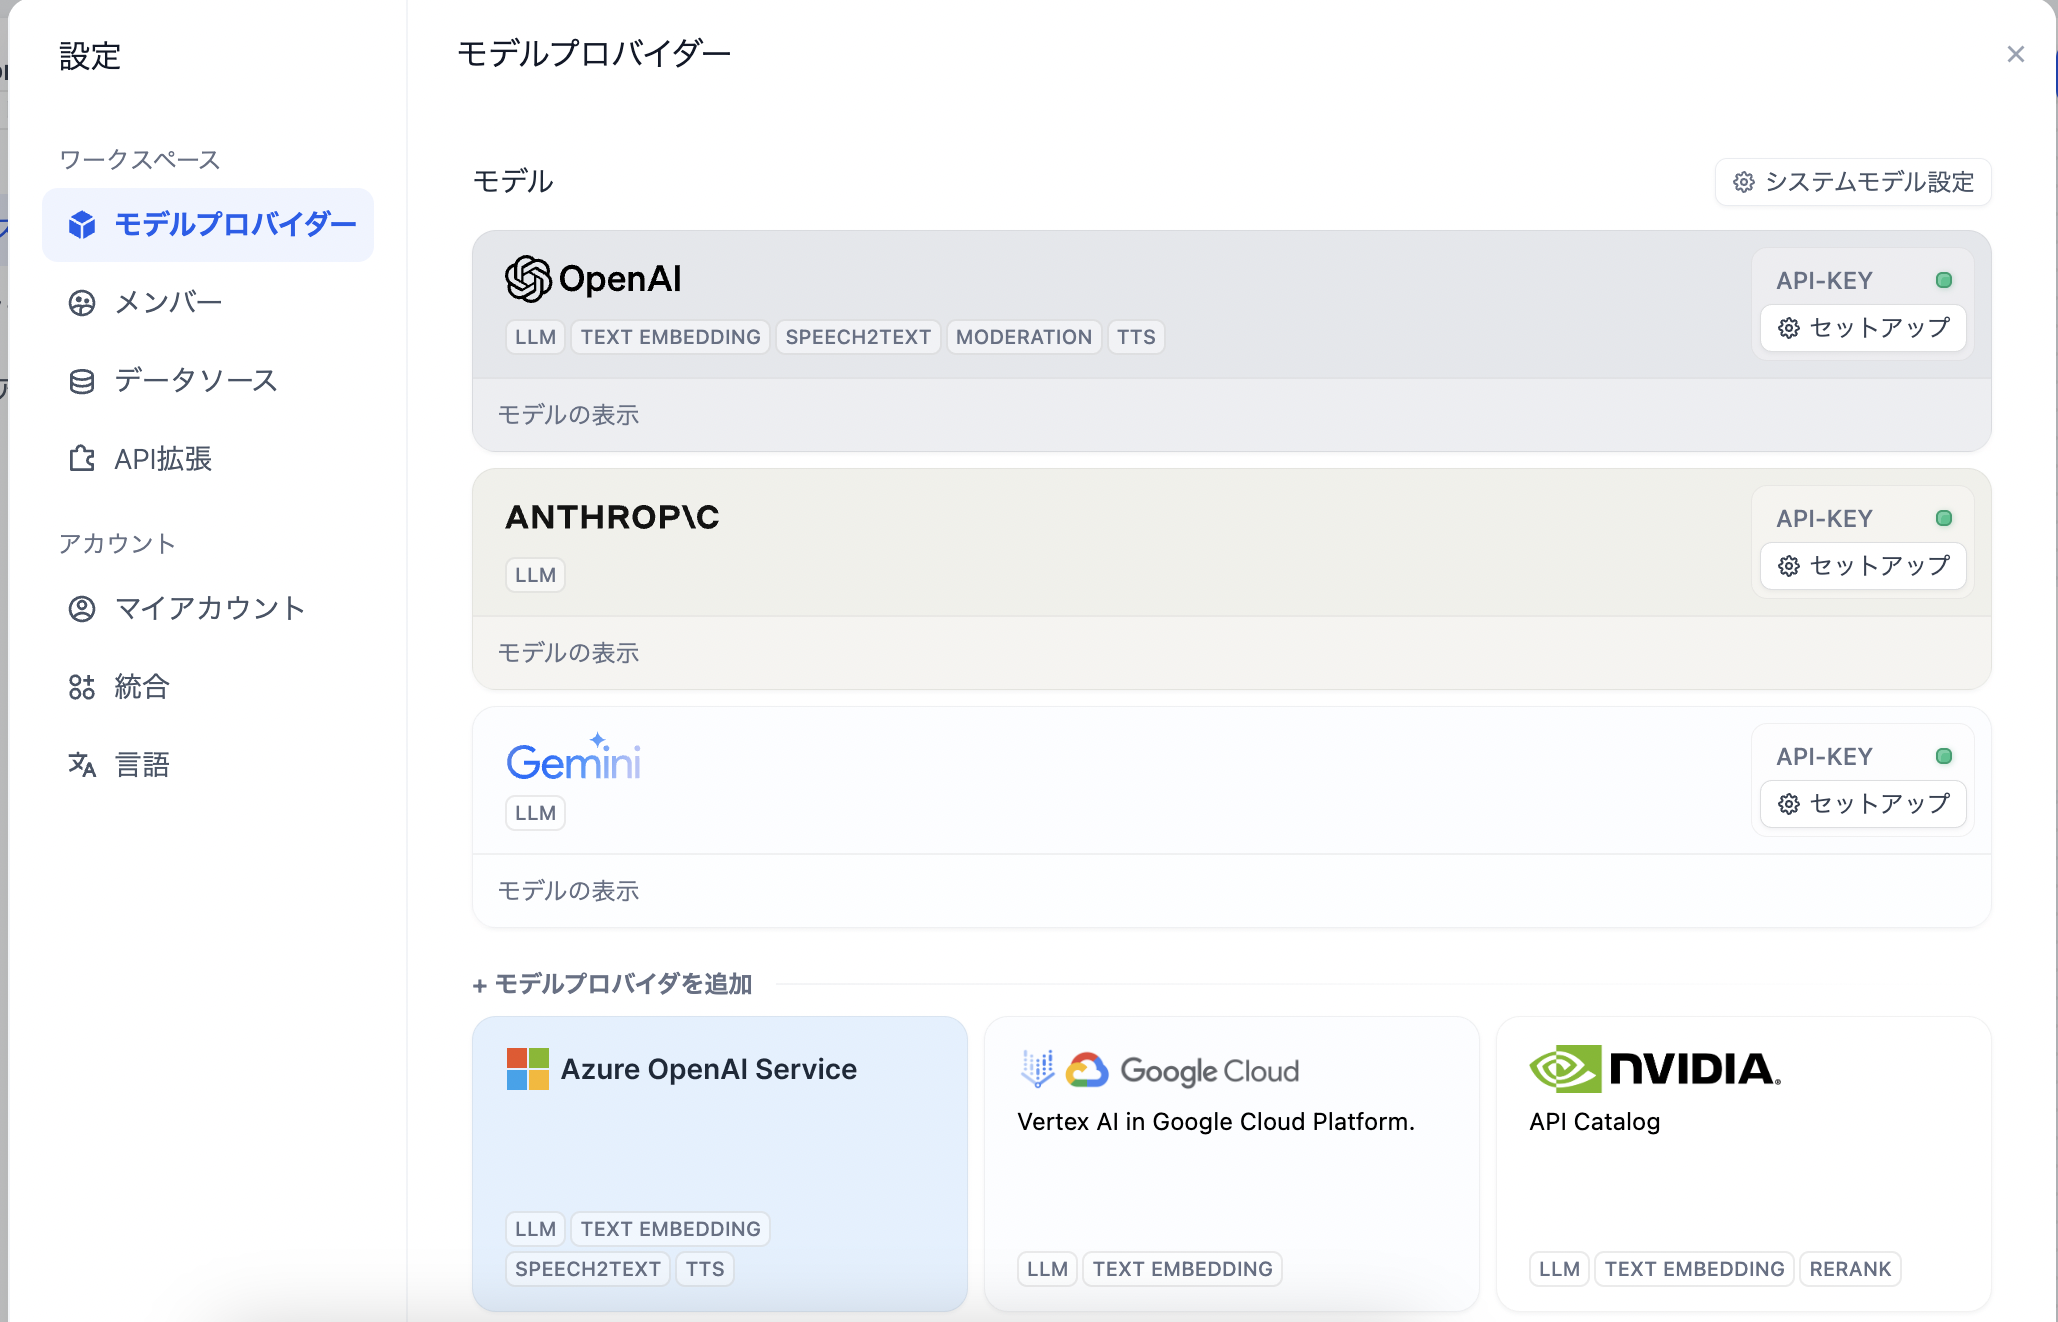 設定
ワークスペース
モデルプロバイダー
メンバー
データソース
API拡張
アカウント
マイアカウント
統合
言語
モデルプロバイダー
モデル
システムモデル設定
OpenAI
LLM TEXT EMBEDDING SPEECH2TEXT MODERATION TTS
API-KEY
セットアップ
モデルの表示
ANTHROP\C
LLM
API-KEY
セットアップ
モデルの表示
Gemini
LLM
API-KEY
セットアップ
モデルの表示
+ モデルプロバイダを追加
Azure OpenAI Service
LLM TEXT EMBEDDING
SPEECH2TEXT TTS
Google Cloud
Vertex AI in Google Cloud Platform.
LLM TEXT EMBEDDING
NVIDIA.
API Catalog
LLM TEXT EMBEDDING RERANK